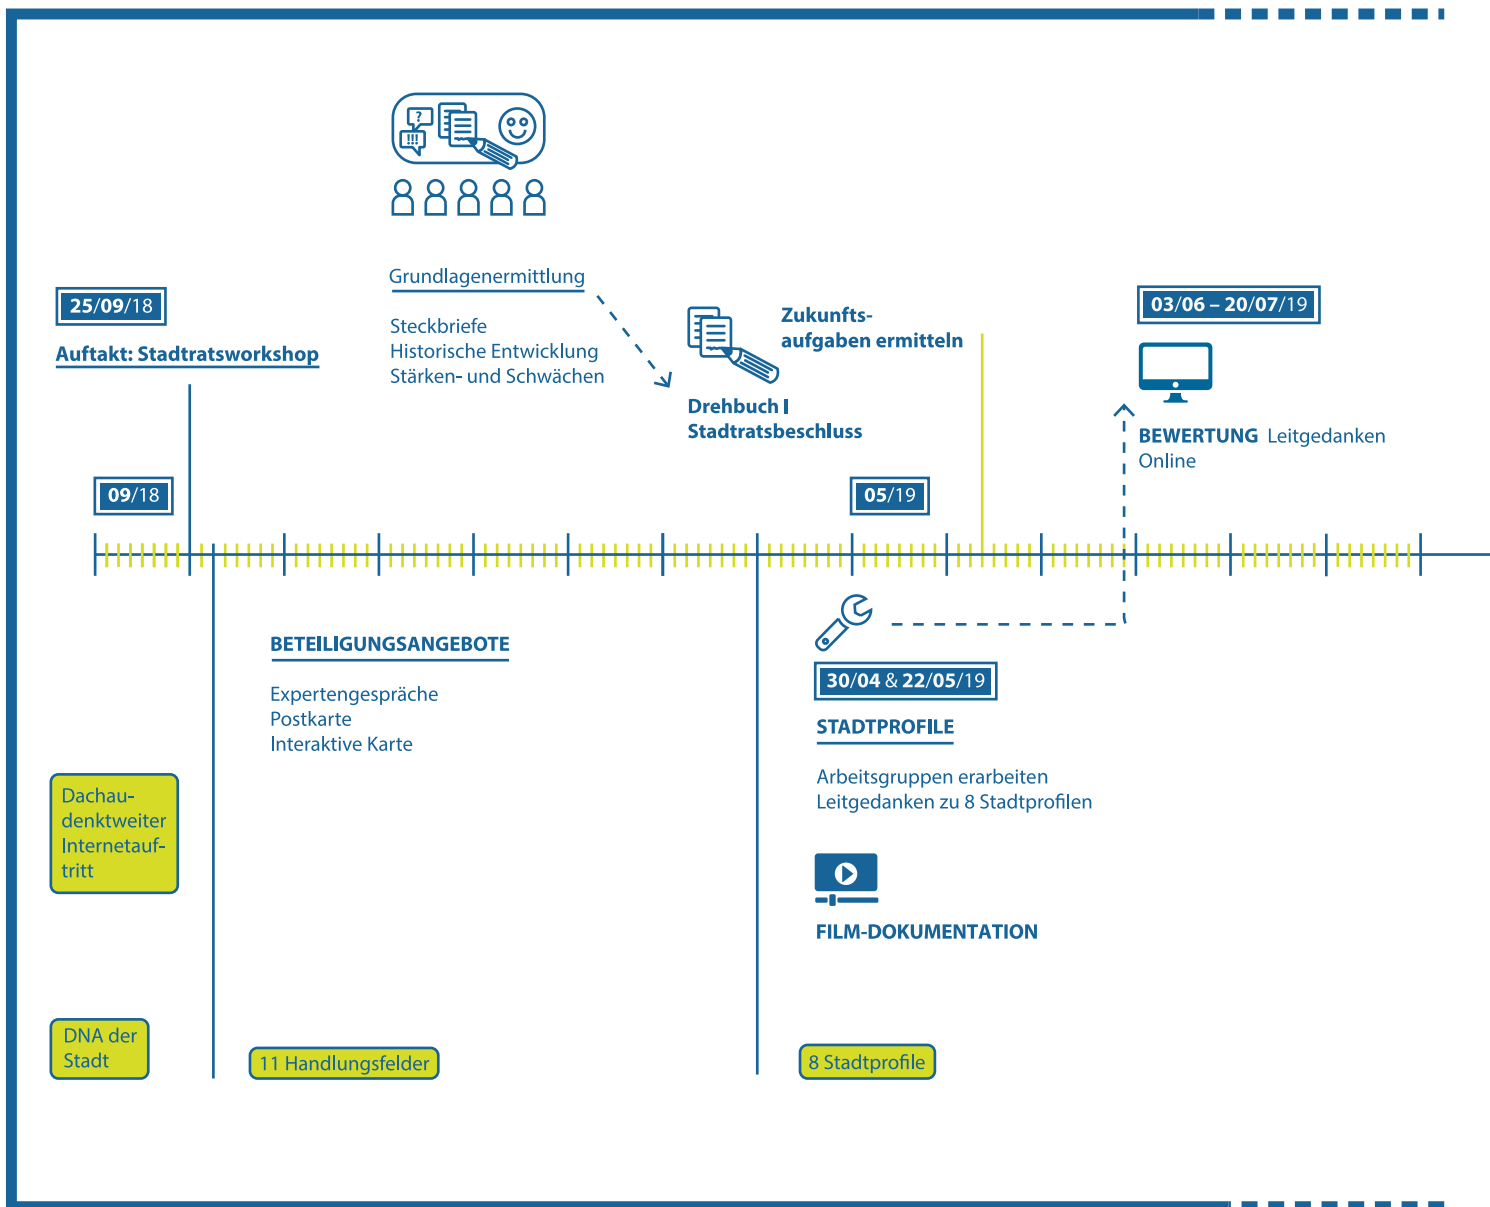 ?
!!!
Grundlagenermittlung
Steckbriefe
Historische Entwicklung
Stärken- und Schwächen
25/09/18
Auftakt: Stadtratsworkshop
Zukunfts-
aufgaben ermitteln
Drehbuch I
Stadtratsbeschluss
03/06 – 20/07/19
BEWERTUNG Leitgedanken
Online
09/18
05/19
BETEILIGUNGSANGEBOTE
Expertengespräche
Postkarte
Interaktive Karte
30/04 & 22/05/19
STADTPROFILE
Arbeitsgruppen erarbeiten
Leitgedanken zu 8 Stadtprofilen
FILM-DOKUMENTATION
Dachau-
denktweiter
Internetauf-
tritt
DNA der
Stadt
11 Handlungsfelder
8 Stadtprofile